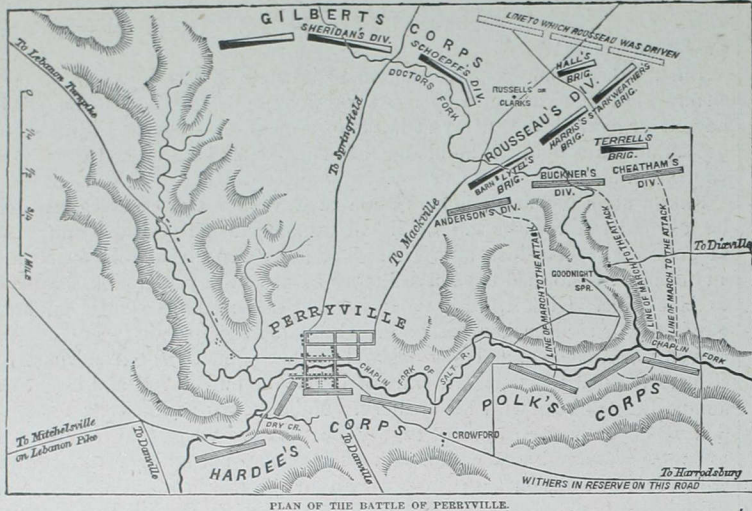 GILBERTS CORPS
SHERIDAN'S DIV.
SCHOEPFF'S DIV.
LINE TO WHICH ROUSSEAU WAS DRIVEN
To Lebanon Turnpike
DOCTORS FORK
HALL'S
BRIG.
RUSSELLS OR
CLARKS
ROUSSEAU'S DIV.
HARRIS'S
BRIG.
STARKWEATHER'S
BRIG.
To Springfield
TERRELL'S
BRIG.
BARN
LYTEL'S
BRIG.
BUCKNER'S
DIV.
CHEATHAM'S
DIV.
ANDERSON'S DIV.
To Mackville
LINE OF MARCH TO THE ATTACK
LINE OF MARCH TO THE ATTACK
LINE OF MARCH TO THE ATTACK
GOODNIGHT
SPR.
1 MILE
PERRYVILLE
CHAPLIN FORK OF SALT R.
CHAPLIN FORK
POLK'S CORPS
DRY CR.
HARDEE'S CORPS
CROWFORD
To Mitchelsville
on Lebanon Pike
To Danville
To Danville
To Harrodsburg
WITHERS IN RESERVE ON THIS ROAD
PLAN OF THE BATTLE OF PERRYVILLE.